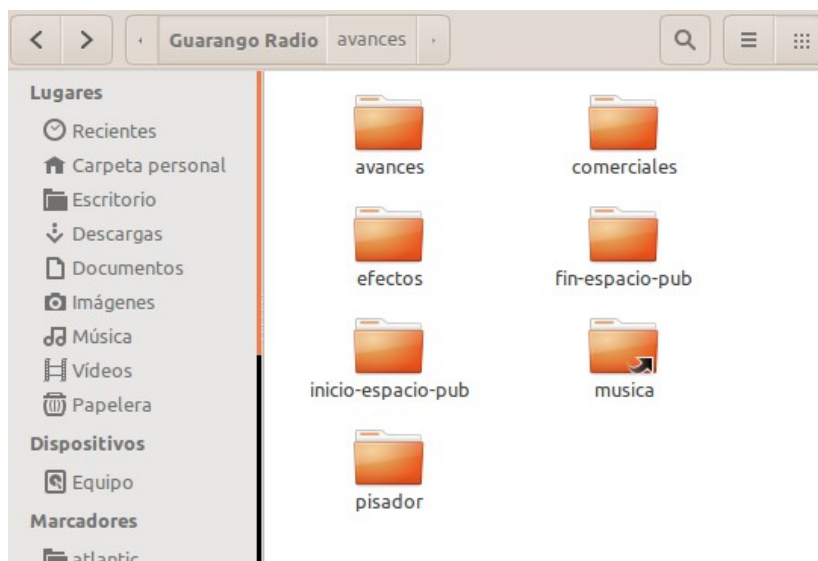 Guarango Radio avances
Lugares
Recientes
Carpeta personal
Escritorio
Descargas
Documentos
Imágenes
Música
Vídeos
Papelera
Dispositivos
Equipo
Marcadores
atlantic
avances comerciales
efectos fin-espacio-pub
inicio-espacio-pub musica
pisador